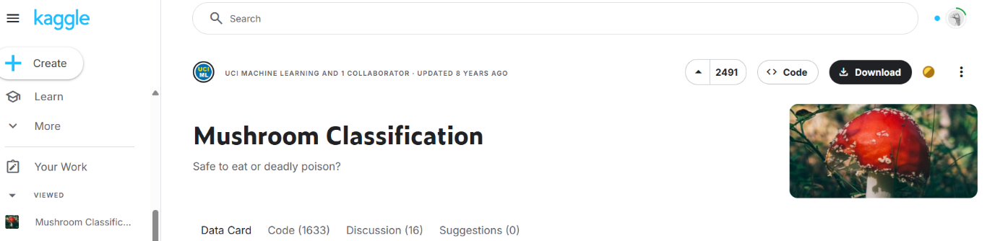 kaggle
Search
Create
Learn
More
Your Work
VIEWED
Mushroom Classific...
UCI ML
UCI MACHINE LEARNING AND 1 COLLABORATOR · UPDATED 8 YEARS AGO
2491
<> Code
Download
Mushroom Classification
Safe to eat or deadly poison?
Data Card Code (1633) Discussion (16) Suggestions (0)